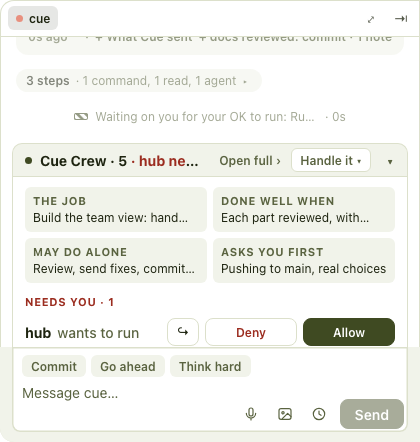 cue
0s ago · + What Cue sent + docs reviewed: commit · 1 note
3 steps · 1 command, 1 read, 1 agent
Waiting on you for your OK to run: Ru... · 0s
Cue Crew · 5 · hub ne... Open full › Handle it
THE JOB
Build the team view: hand...
DONE WELL WHEN
Each part reviewed, with...
MAY DO ALONE
Review, send fixes, commit...
ASKS YOU FIRST
Pushing to main, real choices
NEEDS YOU · 1
hub wants to run Deny Allow
Commit Go ahead Think hard
Message cue...
Send